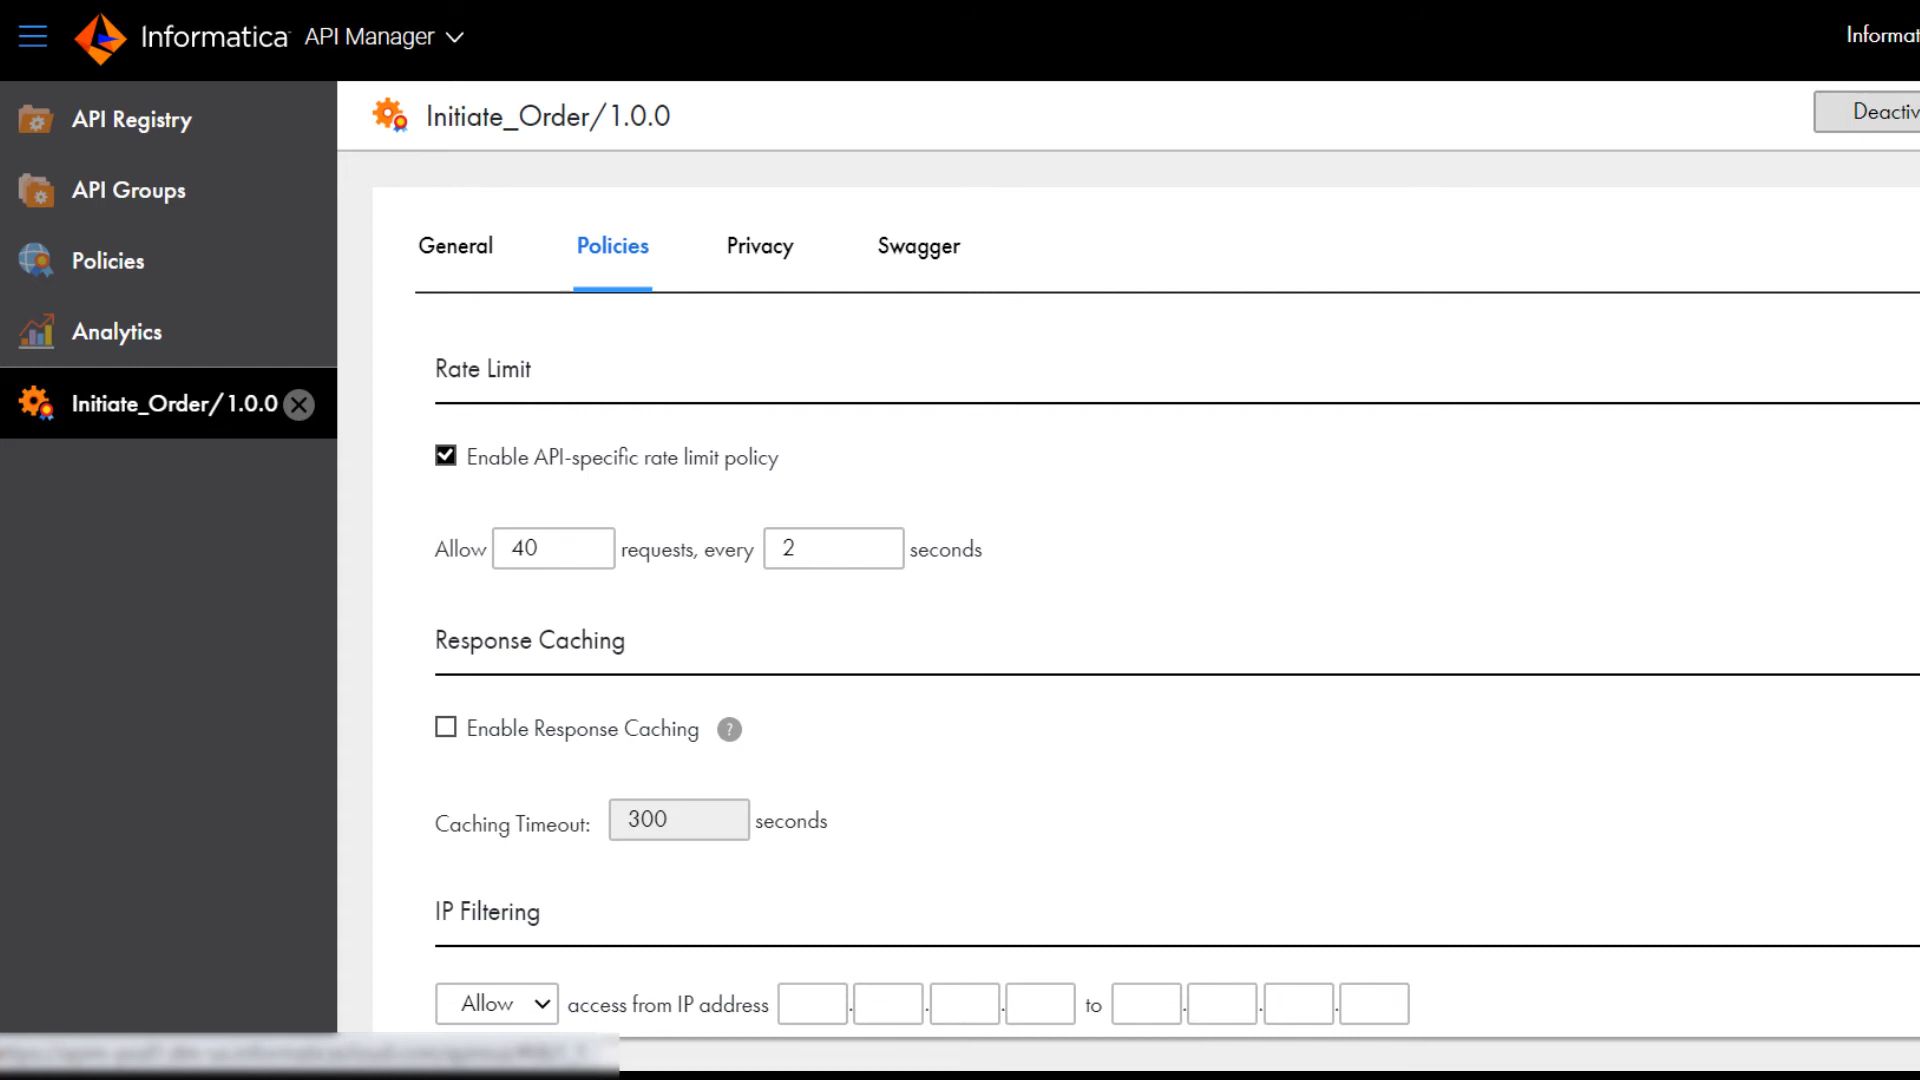 Informatica API Manager
Informat
API Registry
API Groups
Policies
Analytics
Initiate_Order/1.0.0
Initiate_Order/1.0.0
Deactiv
General Policies Privacy Swagger
Rate Limit
Enable API-specific rate limit policy
Allow 40 requests, every 2 seconds
Response Caching
Enable Response Caching ?
Caching Timeout: 300 seconds
IP Filtering
Allow access from IP address . . . to . . .